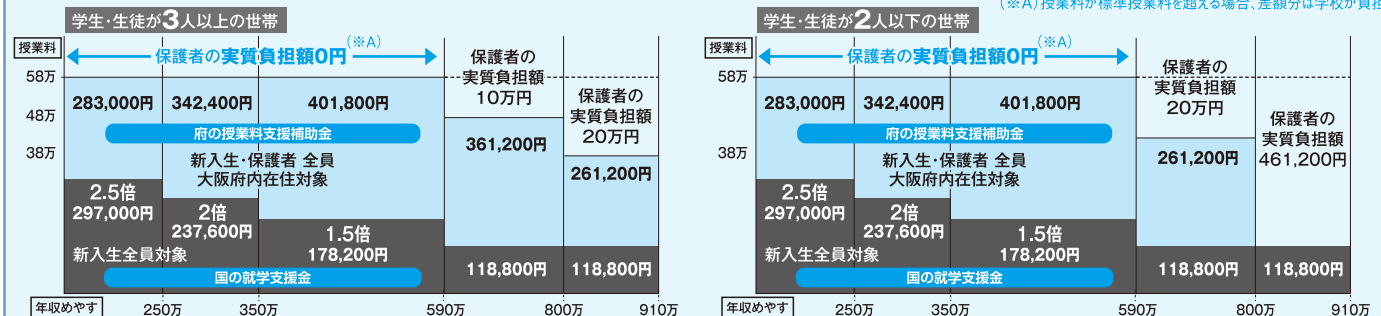 (※A)授業料が標準授業料を超える場合、差額分は学校が負担
学生・生徒が3人以上の世帯
授業料
保護者の実質負担額0円
(※A)
58万
48万
38万
283,000円
342,400円
401,800円
府の授業料支援補助金
新入生・保護者 全員
大阪府内在住対象
保護者の
実質負担額
10万円
361,200円
保護者の
実質負担額
20万円
261,200円
2.5倍
297,000円
2倍
237,600円
1.5倍
178,200円
新入生全員対象
国の就学支援金
118,800円
118,800円
年収めやす
250万
350万
590万
800万
910万
学生・生徒が2人以下の世帯
授業料
保護者の実質負担額0円
(※A)
58万
48万
38万
283,000円
342,400円
401,800円
府の授業料支援補助金
新入生・保護者 全員
大阪府内在住対象
保護者の
実質負担額
20万円
261,200円
保護者の
実質負担額
461,200円
2.5倍
297,000円
2倍
237,600円
1.5倍
178,200円
新入生全員対象
国の就学支援金
118,800円
118,800円
年収めやす
250万
350万
590万
800万
910万